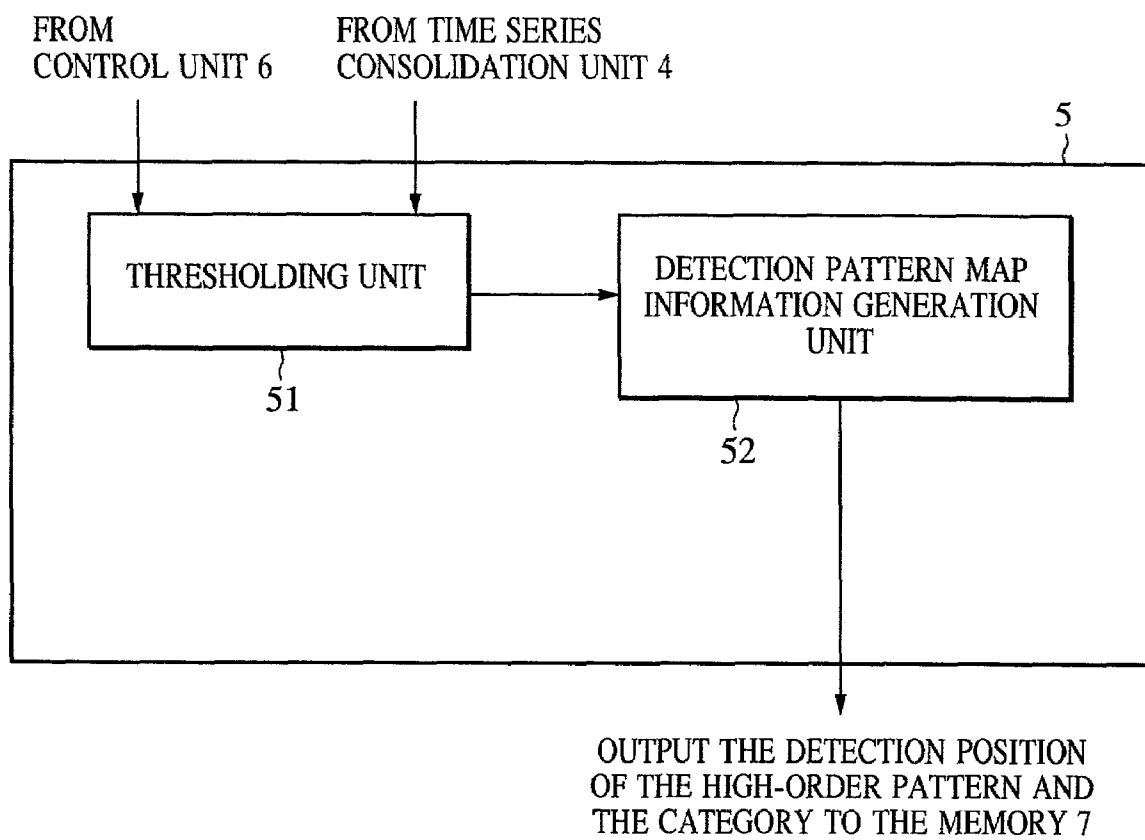 FROM
CONTROL UNIT 6
FROM TIME SERIES
CONSOLIDATION UNIT 4
5
THRESHOLDING UNIT
51
DETECTION PATTERN MAP
INFORMATION GENERATION
UNIT
52
OUTPUT THE DETECTION POSITION
OF THE HIGH-ORDER PATTERN AND
THE CATEGORY TO THE MEMORY 7